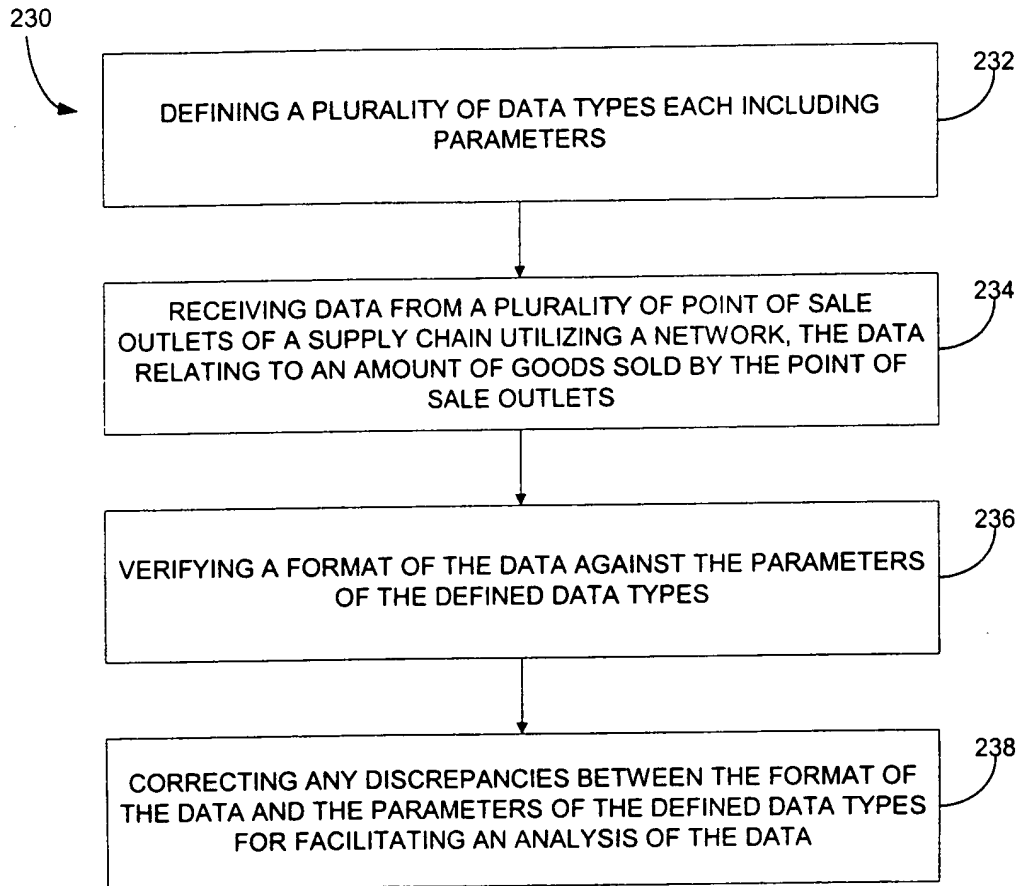 230
232
DEFINING A PLURALITY OF DATA TYPES EACH INCLUDING
PARAMETERS
234
RECEIVING DATA FROM A PLURALITY OF POINT OF SALE
OUTLETS OF A SUPPLY CHAIN UTILIZING A NETWORK, THE DATA
RELATING TO AN AMOUNT OF GOODS SOLD BY THE POINT OF
SALE OUTLETS
236
VERIFYING A FORMAT OF THE DATA AGAINST THE PARAMETERS
OF THE DEFINED DATA TYPES
238
CORRECTING ANY DISCREPANCIES BETWEEN THE FORMAT OF
THE DATA AND THE PARAMETERS OF THE DEFINED DATA TYPES
FOR FACILITATING AN ANALYSIS OF THE DATA